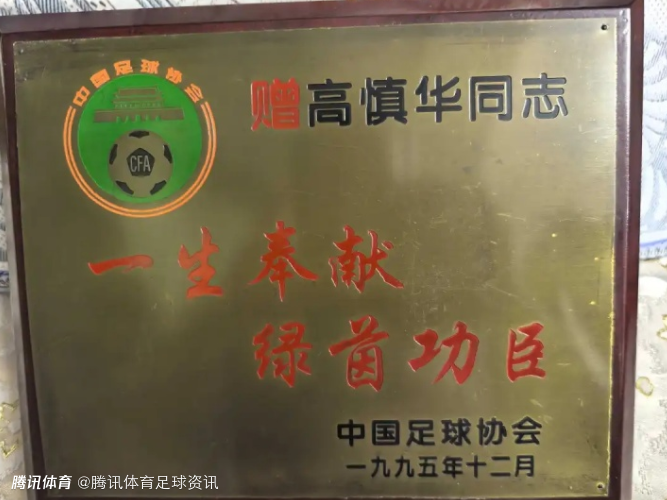 中国足球协会
CFA
赠高慎华同志
一生奉献
绿茵功臣
中国足球协会
一九九五年十二月
腾讯体育 @腾讯体育足球资讯